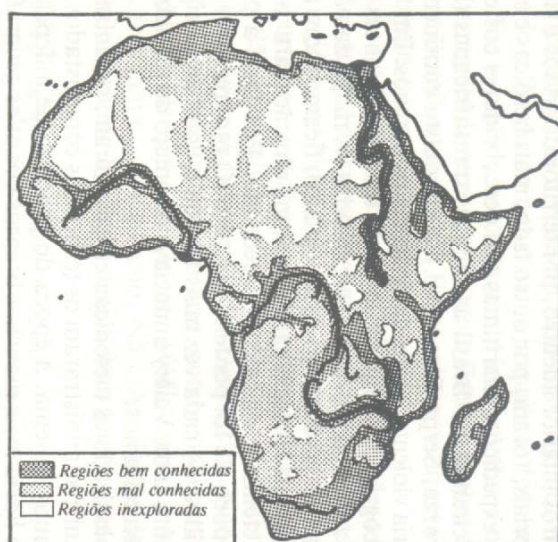 Regiões bem conhecidas
Regiões mal conhecidas
Regiões inexploradas